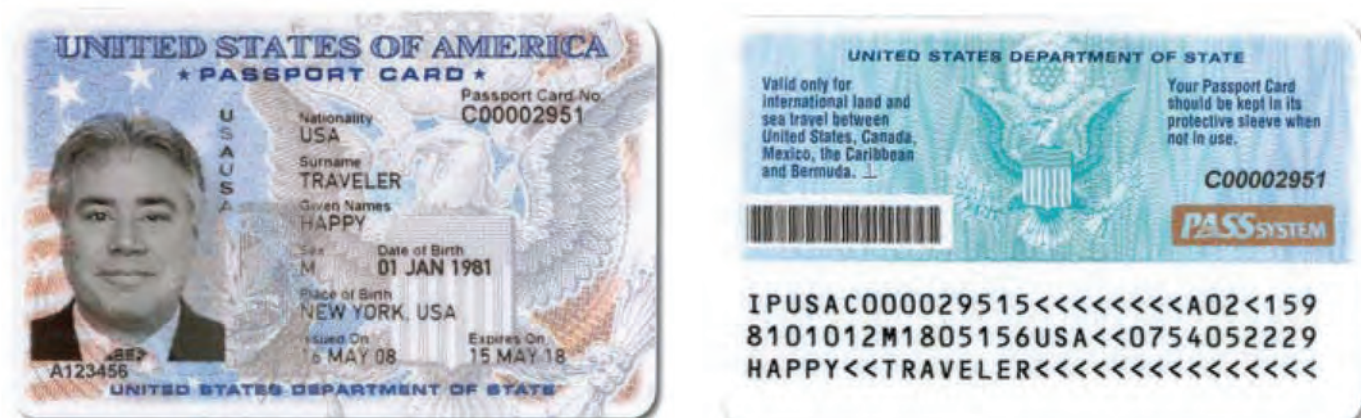 UNITED STATES OF AMERICA
★ PASSPORT CARD ★
Passport Card No.
C00002951
USAUSA
Nationality
USA
Surname
TRAVELER
Given Names
HAPPY
Sex
M
Date of Birth
01 JAN 1981
Place of Birth
NEW YORK, USA
Issued On
16 MAY 08
Expires On
15 MAY 18
A123456
UNITED STATES DEPARTMENT OF STATE
UNITED STATES DEPARTMENT OF STATE
Valid only for
international land and
sea travel between
United States, Canada,
Mexico, the Caribbean
and Bermuda.
Your Passport Card
should be kept in its
protective sleeve when
not in use.
C00002951
PASS SYSTEM
IPUSAC000029515<<<<<<<<A02<159
8101012M1805156USA<<0754052229
HAPPY<<TRAVELER<<<<<<<<<<<<<<<